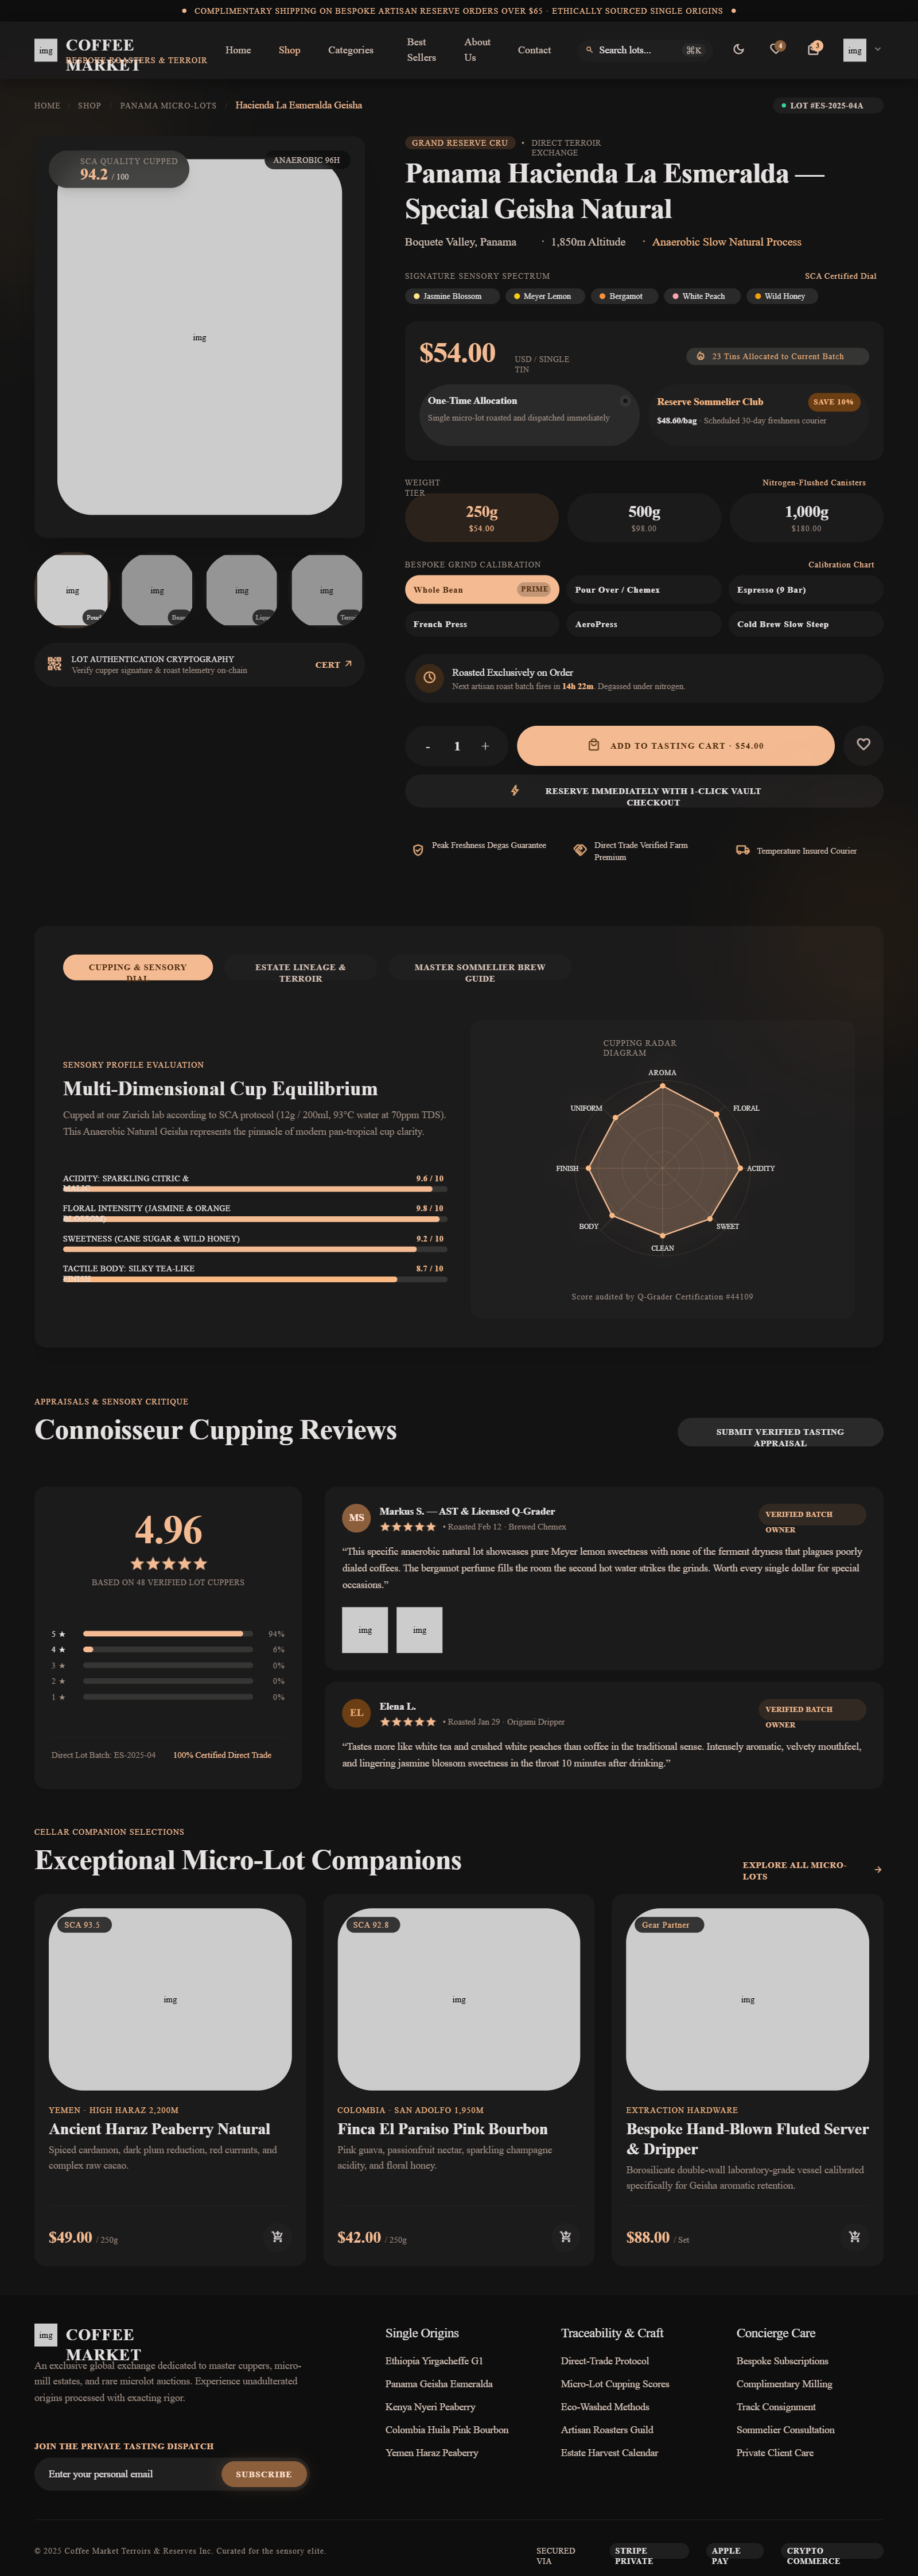 COMPLIMENTARY SHIPPING ON BESPOKE ARTISAN RESERVE ORDERS OVER $65 · ETHICALLY SOURCED SINGLE ORIGINS
img
COFFEE
MARKET
BESPOKE ROASTERS & TERROIR
Home
Shop
Categories
Best
Sellers
About
Us
Contact
Search lots...
⌘K
4
3
img
HOME / SHOP / PANAMA MICRO-LOTS / Hacienda La Esmeralda Geisha
LOT #ES-2025-04A
SCA QUALITY CUPPED
94.2 / 100
ANAEROBIC 96H
img
img
Pouch
img
img
img
LOT AUTHENTICATION CRYPTOGRAPHY
Verify cupper signature & roast telemetry on-chain
CERT
GRAND RESERVE CRU
• DIRECT TERROIR
EXCHANGE
Panama Hacienda La Esmeralda —
Special Geisha Natural
Boquete Valley, Panama · 1,850m Altitude · Anaerobic Slow Natural Process
SIGNATURE SENSORY SPECTRUM
SCA Certified Dial
Jasmine Blossom
Meyer Lemon
Bergamot
White Peach
Wild Honey
$54.00
USD / SINGLE
TIN
23 Tins Allocated to Current Batch
One-Time Allocation
Single micro-lot roasted and dispatched immediately
Reserve Sommelier Club
SAVE 10%
$48.60/bag · Scheduled 30-day freshness courier
WEIGHT
TIER
Nitrogen-Flushed Canisters
250g
$54.00
500g
$98.00
1,000g
$180.00
BESPOKE GRIND CALIBRATION
Calibration Chart
Whole Bean
PRIME
Pour Over / Chemex
Espresso (9 Bar)
French Press
AeroPress
Cold Brew Slow Steep
Roasted Exclusively on Order
Next artisan roast batch fires in 14h 22m. Degassed under nitrogen.
- 1 +
ADD TO TASTING CART · $54.00
RESERVE IMMEDIATELY WITH 1-CLICK VAULT
CHECKOUT
Peak Freshness Degas Guarantee
Direct Trade Verified Farm
Premium
Temperature Insured Courier
CUPPING & SENSORY
DIAL
ESTATE LINEAGE &
TERROIR
MASTER SOMMELIER BREW
GUIDE
SENSORY PROFILE EVALUATION
Multi-Dimensional Cup Equilibrium
Cupped at our Zurich lab according to SCA protocol (12g / 200ml, 93°C water at 70ppm TDS).
This Anaerobic Natural Geisha represents the pinnacle of modern pan-tropical cup clarity.
ACIDITY: SPARKLING CITRIC &
MALIC
9.6 / 10
FLORAL INTENSITY (JASMINE & ORANGE
BLOSSOM)
9.8 / 10
SWEETNESS (CANE SUGAR & WILD HONEY)
9.2 / 10
TACTILE BODY: SILKY TEA-LIKE
FINISH
8.7 / 10
CUPPING RADAR
DIAGRAM
AROMA
UNIFORM
FLORAL
FINISH
ACIDITY
BODY
SWEET
CLEAN
Score audited by Q-Grader Certification #44109
APPRAISALS & SENSORY CRITIQUE
Connoisseur Cupping Reviews
SUBMIT VERIFIED TASTING
APPRAISAL
4.96
★★★★★
BASED ON 48 VERIFIED LOT CUPPERS
5 ★ 94%
4 ★ 6%
3 ★ 0%
2 ★ 0%
1 ★ 0%
Direct Lot Batch: ES-2025-04
100% Certified Direct Trade
MS
Markus S. — AST & Licensed Q-Grader
★★★★★ • Roasted Feb 12 · Brewed Chemex
VERIFIED BATCH
OWNER
“This specific anaerobic natural lot showcases pure Meyer lemon sweetness with none of the ferment dryness that plagues poorly
dialed coffees. The bergamot perfume fills the room the second hot water strikes the grinds. Worth every single dollar for special
occasions.”
img
img
EL
Elena L.
★★★★★ • Roasted Jan 29 · Origami Dripper
VERIFIED BATCH
OWNER
“Tastes more like white tea and crushed white peaches than coffee in the traditional sense. Intensely aromatic, velvety mouthfeel,
and lingering jasmine blossom sweetness in the throat 10 minutes after drinking.”
CELLAR COMPANION SELECTIONS
Exceptional Micro-Lot Companions
EXPLORE ALL MICRO-
LOTS
SCA 93.5
img
YEMEN · HIGH HARAZ 2,200M
Ancient Haraz Peaberry Natural
Spiced cardamon, dark plum reduction, red currants, and
complex raw cacao.
$49.00 / 250g
SCA 92.8
img
COLOMBIA · SAN ADOLFO 1,950M
Finca El Paraiso Pink Bourbon
Pink guava, passionfruit nectar, sparkling champagne
acidity, and floral honey.
$42.00 / 250g
Gear Partner
img
EXTRACTION HARDWARE
Bespoke Hand-Blown Fluted Server
& Dripper
Borosilicate double-wall laboratory-grade vessel calibrated
specifically for Geisha aromatic retention.
$88.00 / Set
img
COFFEE
MARKET
An exclusive global exchange dedicated to master cuppers, micro-
mill estates, and rare microlot auctions. Experience unadulterated
origins processed with exacting rigor.
JOIN THE PRIVATE TASTING DISPATCH
Enter your personal email
SUBSCRIBE
Single Origins
Ethiopia Yirgacheffe G1
Panama Geisha Esmeralda
Kenya Nyeri Peaberry
Colombia Huila Pink Bourbon
Yemen Haraz Peaberry
Traceability & Craft
Direct-Trade Protocol
Micro-Lot Cupping Scores
Eco-Washed Methods
Artisan Roasters Guild
Estate Harvest Calendar
Concierge Care
Bespoke Subscriptions
Complimentary Milling
Track Consignment
Sommelier Consultation
Private Client Care
© 2025 Coffee Market Terroirs & Reserves Inc. Curated for the sensory elite.
SECURED
VIA
STRIPE
PRIVATE
APPLE
PAY
CRYPTO
COMMERCE